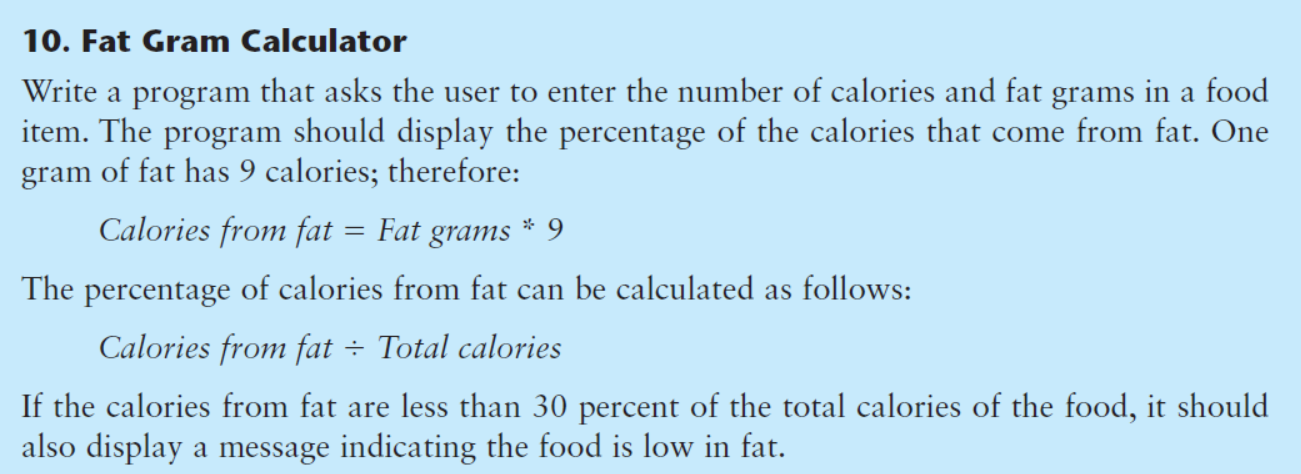 10. Fat Gram Calculator
Write a program that asks the user to enter the number of calories and fat grams in a food
item. The program should display the percentage of the calories that come from fat. One
gram of fat has 9 calories; therefore:
Calories from fat = Fat grams * 9
The percentage of calories from fat can be calculated as follows:
Calories from fat ÷ Total calories
If the calories from fat are less than 30 percent of the total calories of the food, it should
also display a message indicating the food is low in fat.